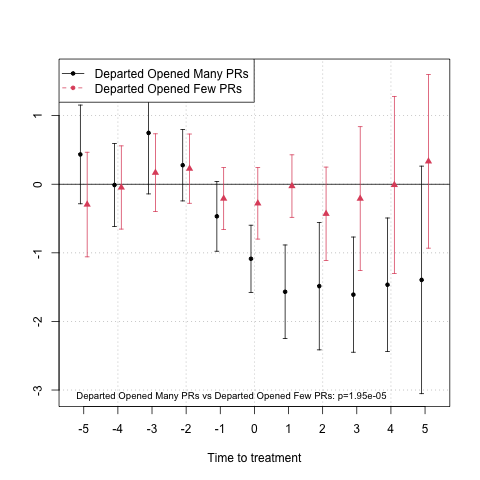 Departed Opened Many PRs
Departed Opened Few PRs
1
0
-1
-2
-3
Departed Opened Many PRs vs Departed Opened Few PRs: p=1.95e-05
-5 -4 -3 -2 -1 0 1 2 3 4 5
Time to treatment